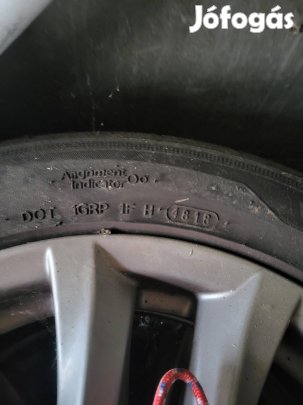 Jófogás
Alignment
Indicator
DOT 1GRP 1F H 1818